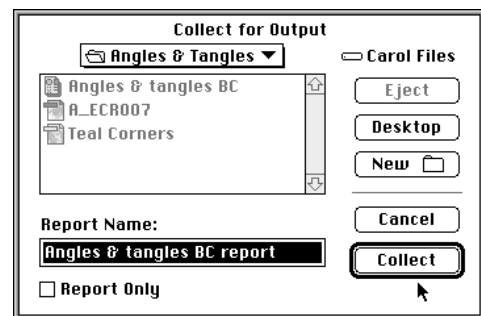 Collect for Output
Angles & Tangles
Carol Files
Angles & tangles BC
A_ECR007
Teal Corners
Eject
Desktop
New
Cancel
Report Name:
Angles & tangles BC report
Collect
Report Only